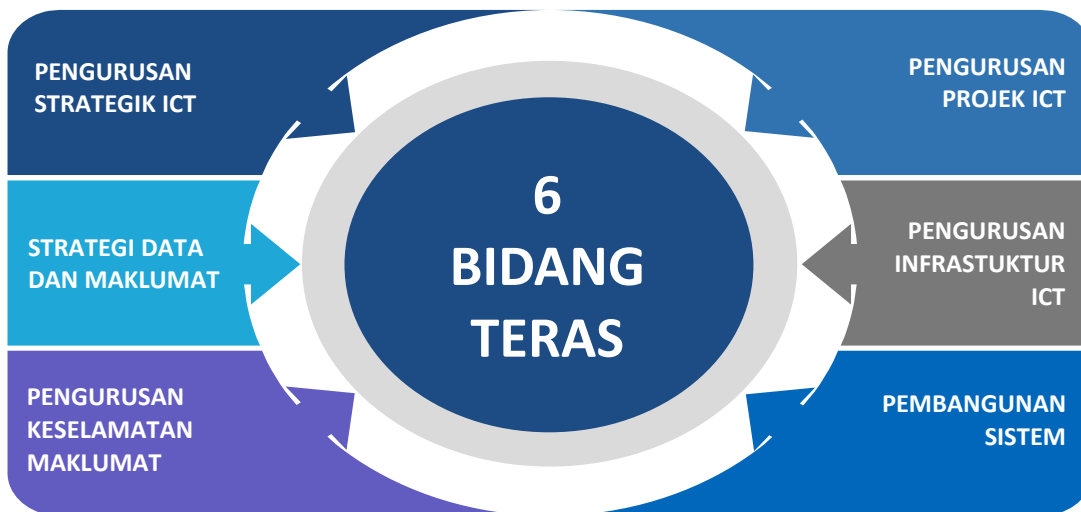 PENGURUSAN
STRATEGIK ICT
STRATEGI DATA
DAN MAKLUMAT
PENGURUSAN
KESELAMATAN
MAKLUMAT
6
BIDANG
TERAS
PENGURUSAN
PROJEK ICT
PENGURUSAN
INFRASTUKTUR
ICT
PEMBANGUNAN
SISTEM